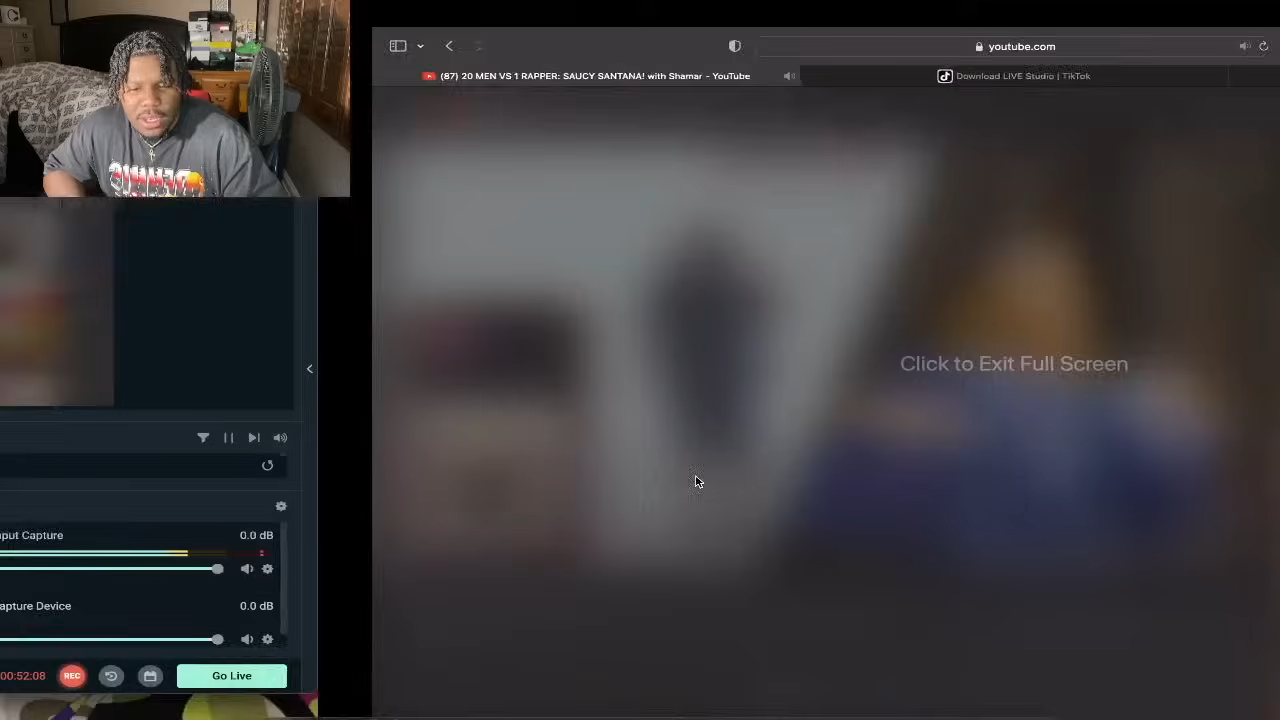 youtube.com
(87) 20 MEN VS 1 RAPPER: SAUCY SANTANA! with Shamar - YouTube
Download LIVE Studio | TikTok
Click to Exit Full Screen
nput Capture 0.0 dB
apture Device 0.0 dB
00:52:08 REC Go Live